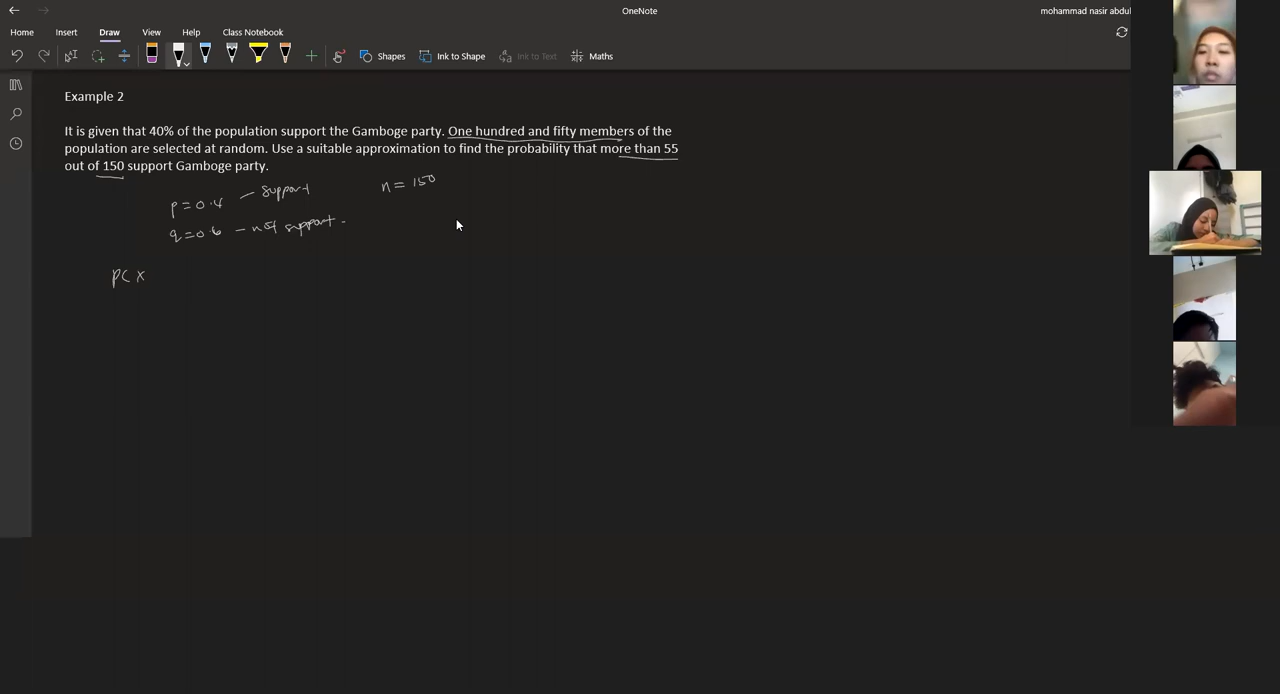 OneNote
mohammad nasir abdul
Home Insert Draw View Help Class Notebook
Shapes Ink to Shape Ink to Text Maths
Example 2
It is given that 40% of the population support the Gamboge party. One hundred and fifty members of the
population are selected at random. Use a suitable approximation to find the probability that more than 55
out of 150 support Gamboge party.
p = 0.4 – support n = 150
q = 0.6 – not support.
P( X